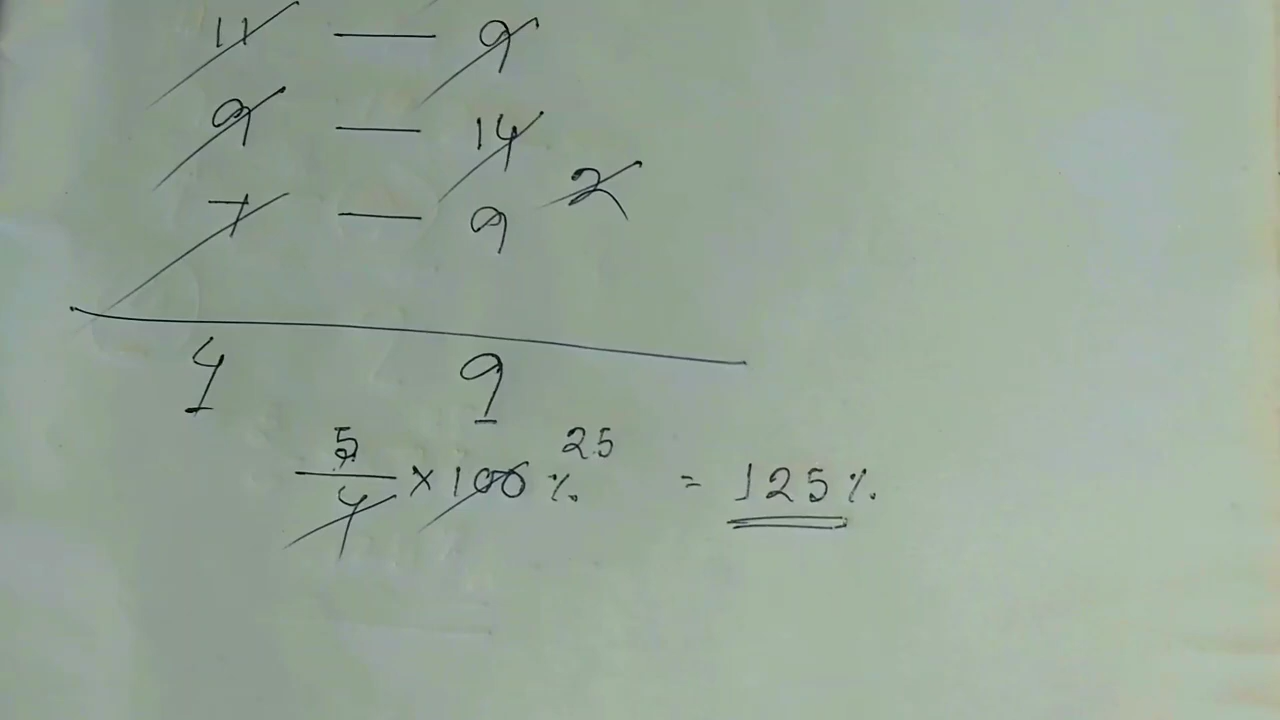 11 — 9
9 — 14
7 — 9 2
4 9
5/4 × 100% 25 = 125%